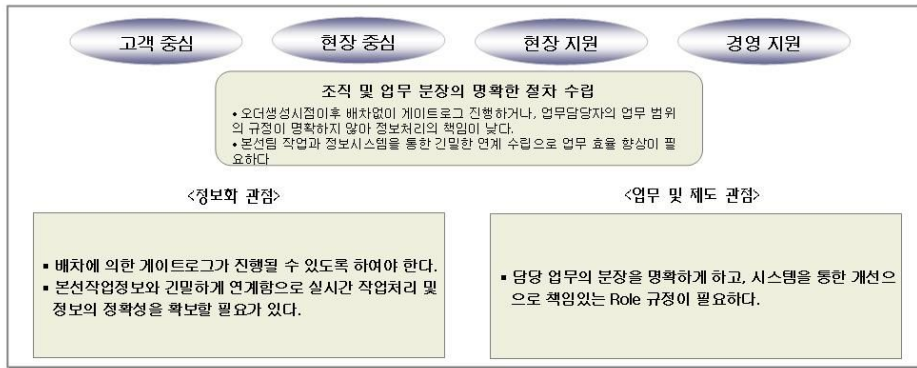 고객 중심
현장 중심
현장 지원
경영 지원
조직 및 업무 분장의 명확한 절차 수립
• 오더생성시점이후 배차없이 게이트로그 진행하거나, 업무담당자의 업무 범위
의 규정이 명확하지 않아 정보처리의 책임이 낮다.
• 본선팀 작업과 정보시스템을 통한 긴밀한 연계 수립으로 업무 효율 향상이 필
요하다
<정보화 관점>
▪ 배차에 의한 게이트로그가 진행될 수 있도록 하여야 한다.
▪ 본선작업정보와 긴밀하게 연계함으로 실시간 작업처리 및
정보의 정확성을 확보할 필요가 있다.
<업무 및 제도 관점>
▪ 담당 업무의 분장을 명확하게 하고, 시스템을 통한 개선으
으로 책임있는 Role 규정이 필요하다.